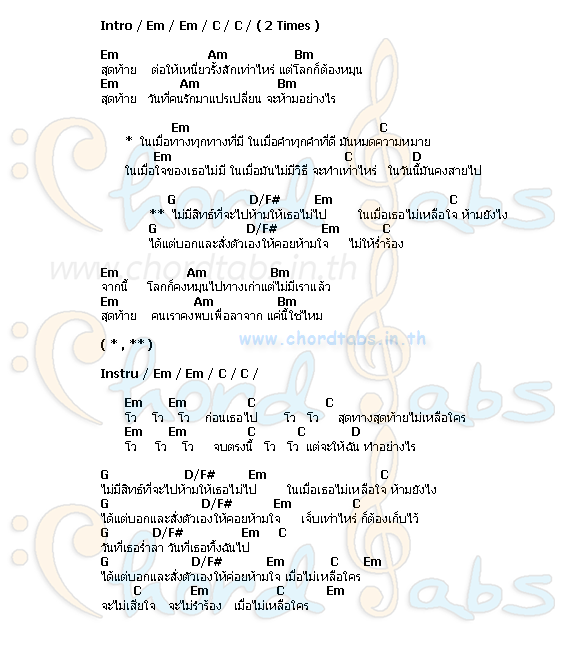 Intro / Em / Em / C / C / ( 2 Times )
Em Am Bm
สุดท้าย ต่อให้เหนี่ยวรั้งสักเท่าไหร่ แต่โลกก็ต้องหมุน
Em Am Bm
สุดท้าย วันที่คนรักมาแปรเปลี่ยน จะห้ามอย่างไร
Em C
* ในเมื่อทางทุกทางที่มี ในเมื่อคำทุกคำที่ดี มันหมดความหมาย
Em C D
ในเมื่อใจของเธอไม่มี ในเมื่อมันไม่มีวิธี จะทำเท่าไหร่ ในวันนี้มันคงสายไป
G D/F# Em C
** ไม่มีสิทธ์ที่จะไปห้ามให้เธอไม่ไป ในเมื่อเธอไม่เหลือใจ ห้ามยังไง
G D/F# Em C
ได้แต่บอกและสั่งตัวเองให้คอยห้ามใจ ไม่ให้ร่ำร้อง
www.chordtabs.in.th
Em Am Bm
จากนี้ โลกก็คงหมุนไปทางเก่าแต่ไม่มีเราแล้ว
Em Am Bm
สุดท้าย คนเราคงพบเพื่อลาจาก แค่นี้ใช่ไหม
www.chordtabs.in.th
( * , ** )
Instru / Em / Em / C / C /
Em Em C C
โว โว โว ก่อนเธอไป โว โว สุดทางสุดท้ายไม่เหลือใคร
Em Em C C D
โว โว โว จบตรงนี้ โว โว แต่จะให้ฉัน ทำอย่างไร
G D/F# Em C
ไม่มีสิทธ์ที่จะไปห้ามให้เธอไม่ไป ในเมื่อเธอไม่เหลือใจ ห้ามยังไง
G D/F# Em C
ได้แต่บอกและสั่งตัวเองให้คอยห้ามใจ เจ็บเท่าไหร่ ก็ต้องเก็บไว้
G D/F# Em C
วันที่เธอร่ำลา วันที่เธอทิ้งฉันไป
G D/F# Em C Em
ได้แต่บอกและสั่งตัวเองให้ค่อยห้ามใจ เมื่อไม่เหลือใคร
C Em C Em
จะไม่เสียใจ จะไม่ร่ำร้อง เมื่อไม่เหลือใคร